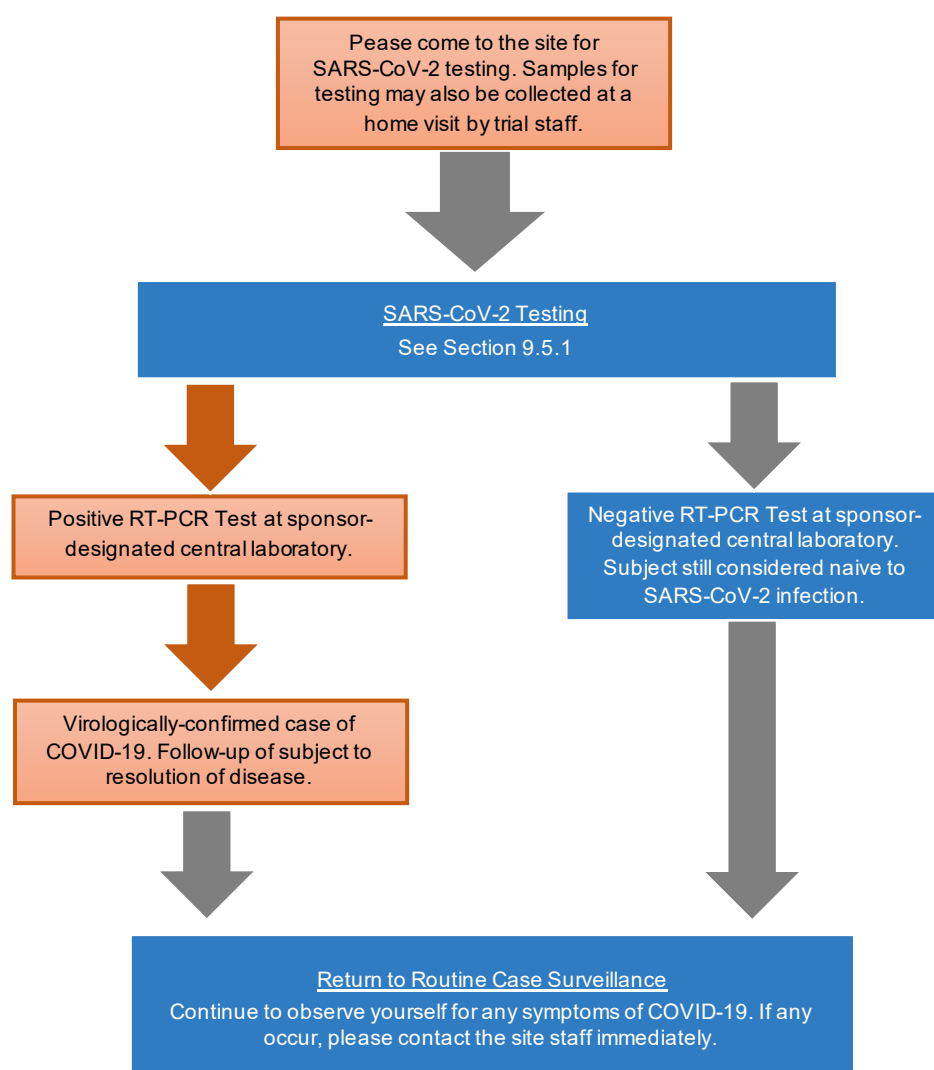 Pease come to the site for
SARS-CoV-2 testing. Samples for
testing may also be collected at a
home visit by trial staff.
SARS-CoV-2 Testing
See Section 9.5.1
Positive RT-PCR Test at sponsor-
designated central laboratory.
Negative RT-PCR Test at sponsor-
designated central laboratory.
Subject still considered naive to
SARS-CoV-2 infection.
Virologically-confirmed case of
COVID-19. Follow-up of subject to
resolution of disease.
Return to Routine Case Surveillance
Continue to observe yourself for any symptoms of COVID-19. If any
occur, please contact the site staff immediately.